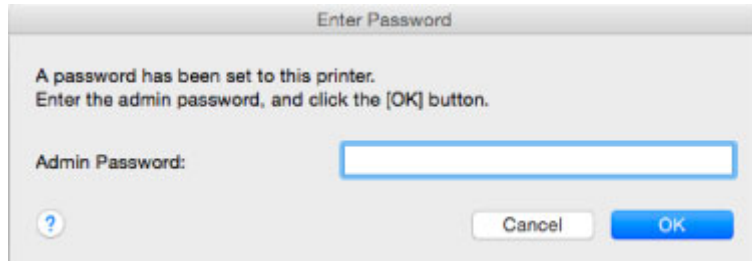 Enter Password
A password has been set to this printer.
Enter the admin password, and click the [OK] button.
Admin Password:
?
Cancel
OK